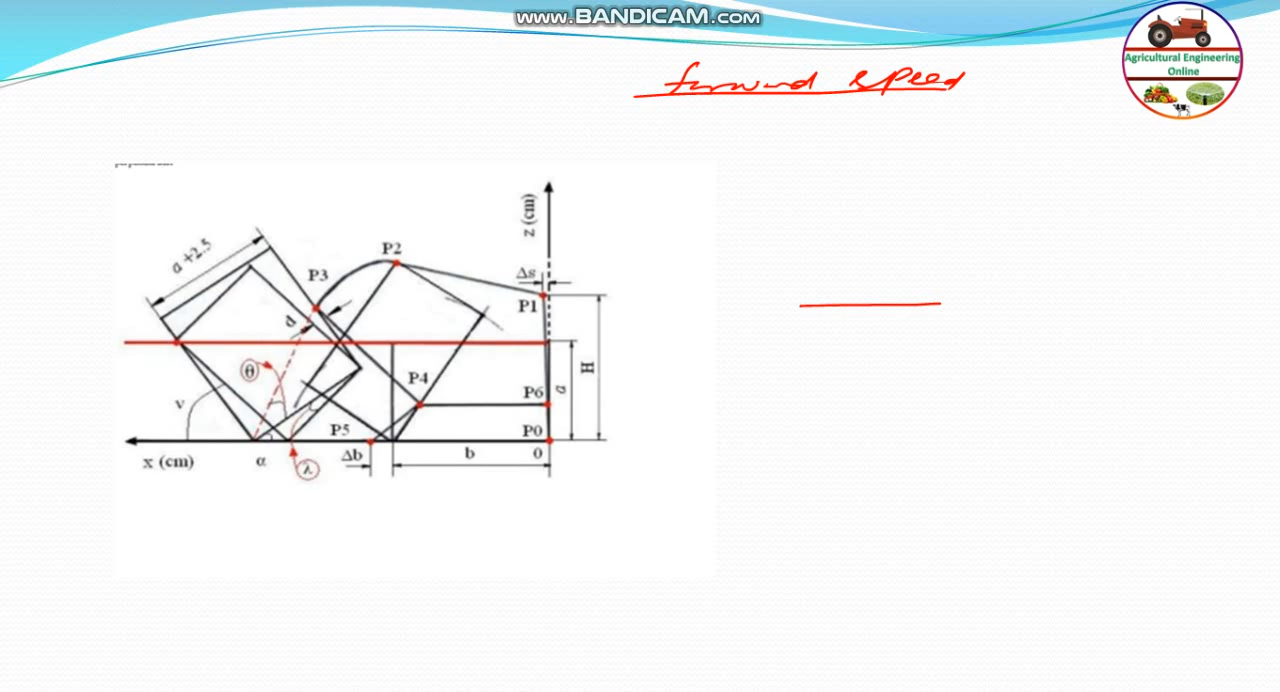 www.BANDICAM.com
Agricultural Engineering
Online
forward speed
z (cm)
a +2.5
P2
P3
Δs
P1
d
θ
H
P4
a
P6
ν
P5
P0
x (cm)
α
λ
Δb
b
0